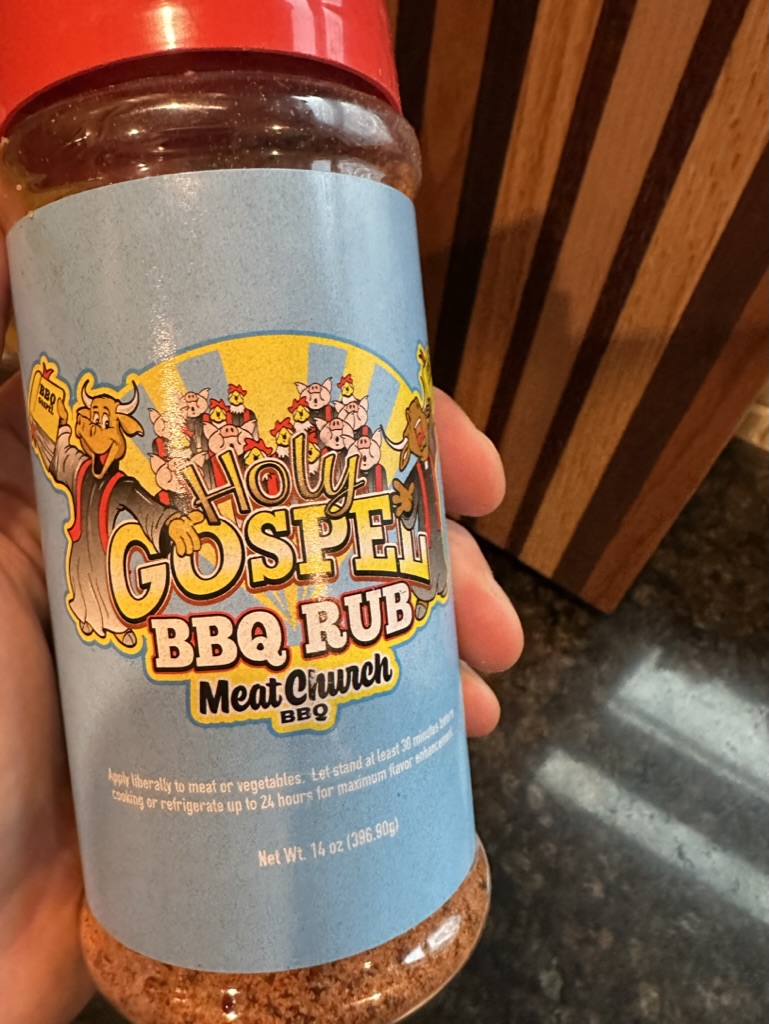 BBQ
Holy
GOSPEL
BBQ RUB
Meat Church
BBQ
Apply liberally to meat or vegetables. Let stand at least 30 minutes before
cooking or refrigerate up to 24 hours for maximum flavor enhancement.
Net Wt. 14 oz (396.90g)